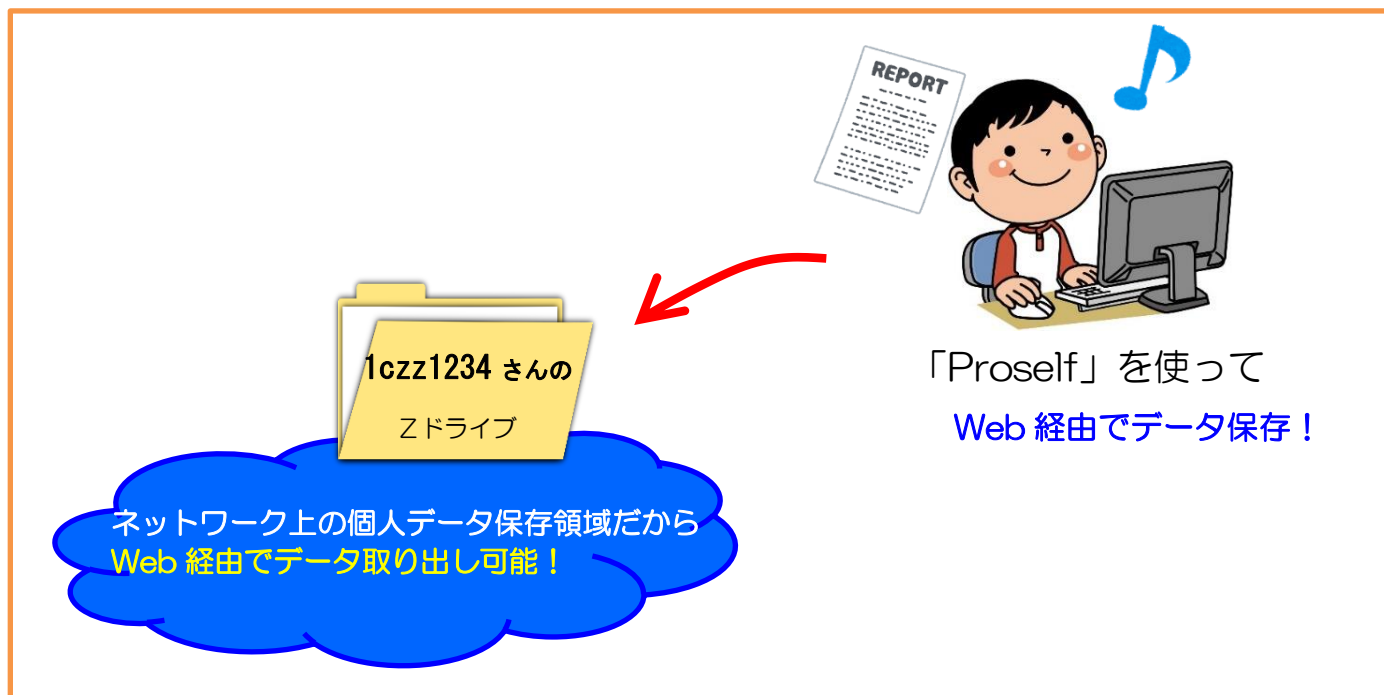 REPORT
1czz1234 さんの
Zドライブ
「Proself」を使って
Web 経由でデータ保存！
ネットワーク上の個人データ保存領域だから
Web 経由でデータ取り出し可能！